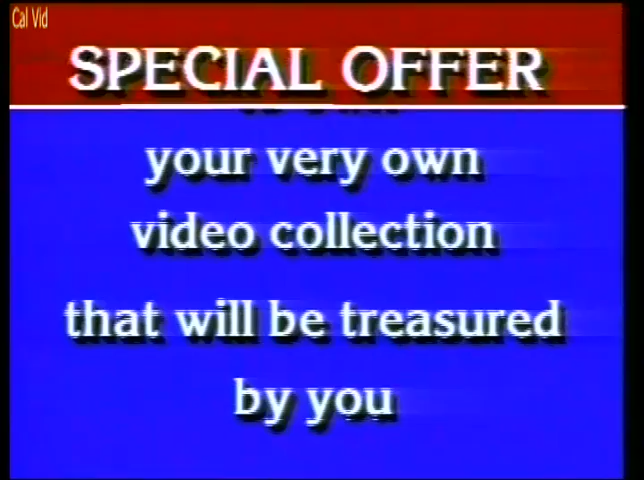 Cal Vid
SPECIAL OFFER
your very own
video collection
that will be treasured
by you